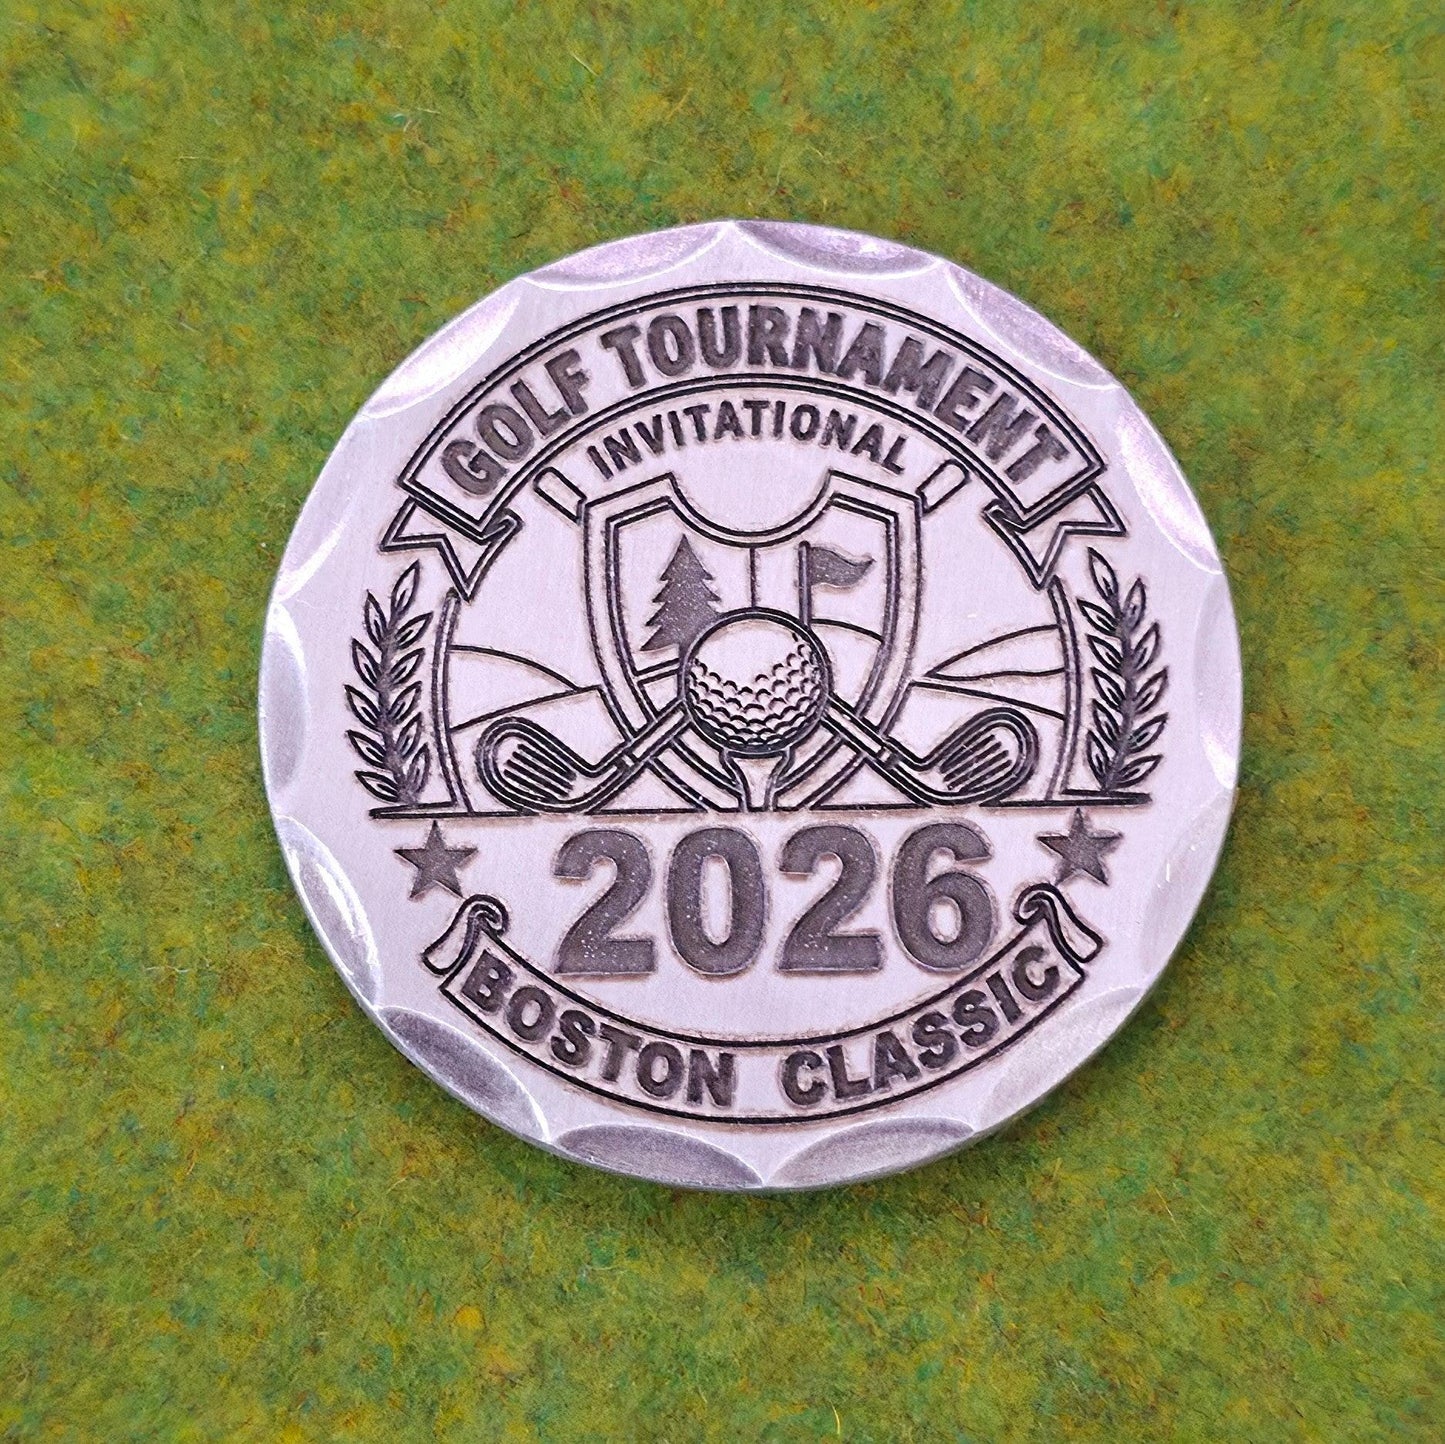 GOLF TOURNAMENT
INVITATIONAL
2026
BOSTON CLASSIC